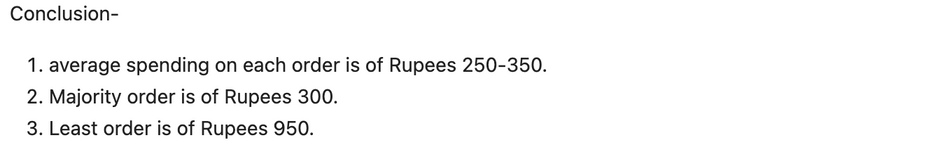 Conclusion-
1. average spending on each order is of Rupees 250-350.
2. Majority order is of Rupees 300.
3. Least order is of Rupees 950.